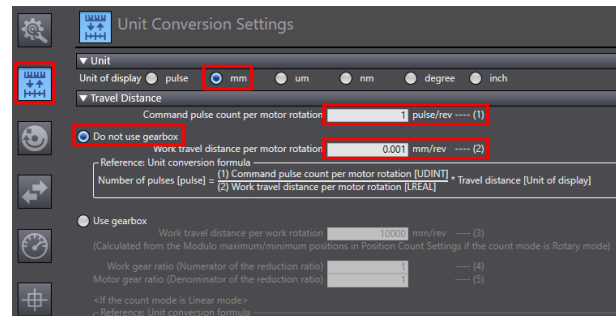 Unit Conversion Settings
▼ Unit
Unit of display pulse mm um nm degree inch
▼ Travel Distance
Command pulse count per motor rotation 1 pulse/rev ---- (1)
Do not use gearbox
Work travel distance per motor rotation 0.001 mm/rev ---- (2)
Reference: Unit conversion formula
Number of pulses [pulse] = (1) Command pulse count per motor rotation [UDINT]
(2) Work travel distance per motor rotation [LREAL] * Travel distance [Unit of display]
Use gearbox
Work travel distance per work rotation 10000 mm/rev ---- (3)
(Calculated from the Modulo maximum/minimum positions in Position Count Settings if the count mode is Rotary mode)
Work gear ratio (Numerator of the reduction ratio) 1 ---- (4)
Motor gear ratio (Denominator of the reduction ratio) 1 ---- (5)
<If the count mode is Linear mode>
Reference: Unit conversion formula